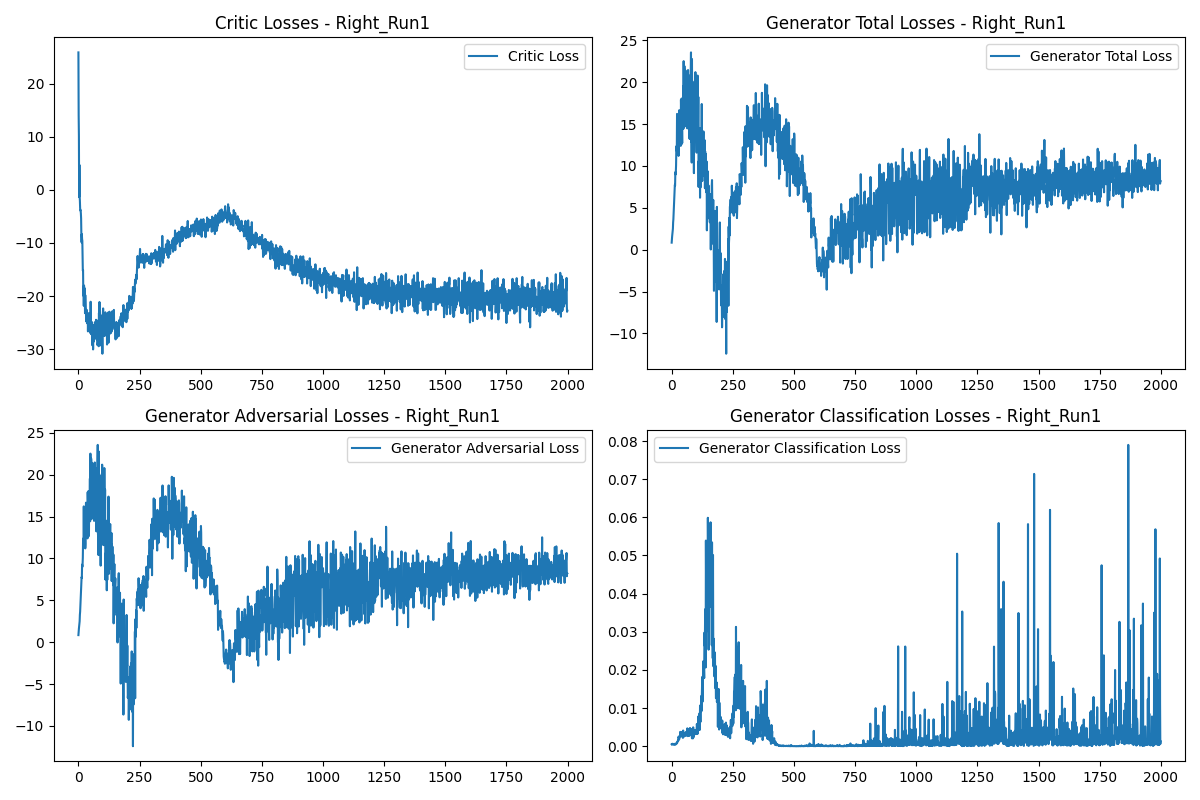 Critic Losses - Right_Run1
Critic Loss
20
10
0
−10
−20
−30
0 250 500 750 1000 1250 1500 1750 2000
Generator Total Losses - Right_Run1
Generator Total Loss
25
20
15
10
5
0
−5
−10
0 250 500 750 1000 1250 1500 1750 2000
Generator Adversarial Losses - Right_Run1
Generator Adversarial Loss
25
20
15
10
5
0
−5
−10
0 250 500 750 1000 1250 1500 1750 2000
Generator Classification Losses - Right_Run1
Generator Classification Loss
0.08
0.07
0.06
0.05
0.04
0.03
0.02
0.01
0.00
0 250 500 750 1000 1250 1500 1750 2000